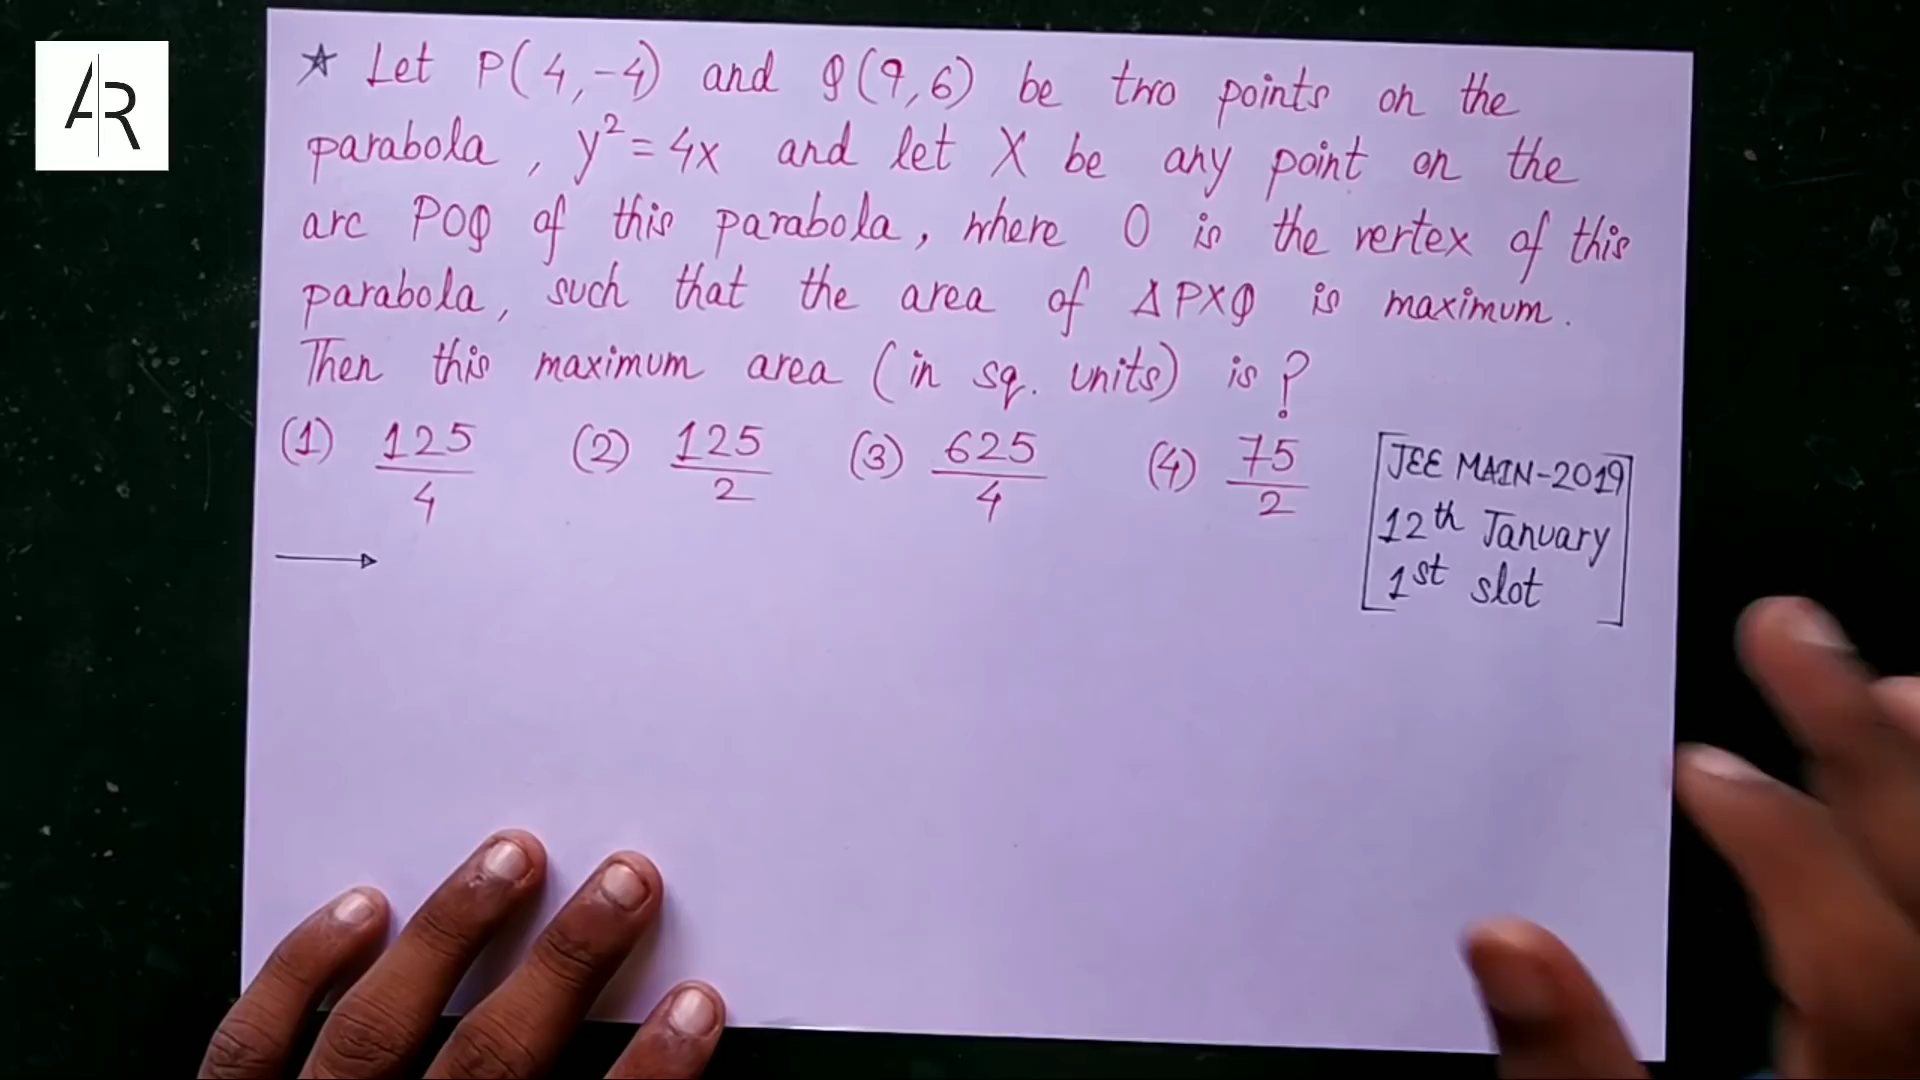 AR
☆ Let P(4,-4) and Q(9,6) be two points on the
parabola, y² = 4x and let X be any point on the
arc POQ of this parabola, where O is the vertex of this
parabola, such that the area of ΔPXQ is maximum.
Then this maximum area (in sq. units) is ?
(1) 125/4 (2) 125/2 (3) 625/4 (4) 75/2
[JEE MAIN-2019
12th January
1st slot]